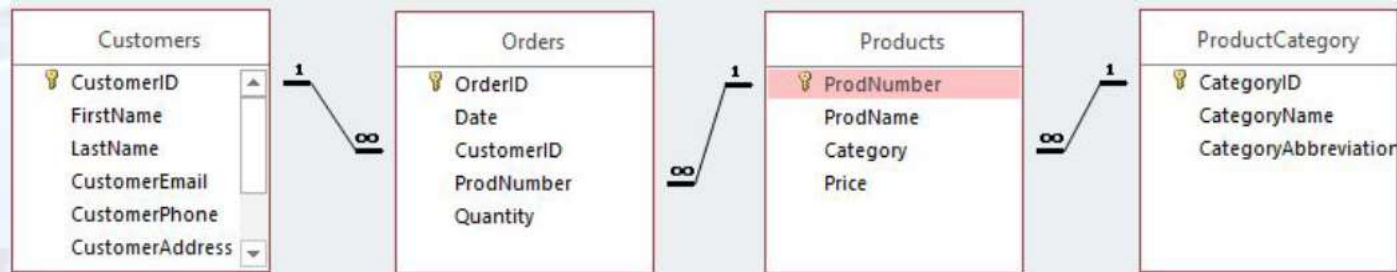 Customers
CustomerID
FirstName
LastName
CustomerEmail
CustomerPhone
CustomerAddress
1
∞
Orders
OrderID
Date
CustomerID
ProdNumber
Quantity
1
∞
Products
ProdNumber
ProdName
Category
Price
1
∞
ProductCategory
CategoryID
CategoryName
CategoryAbbreviation